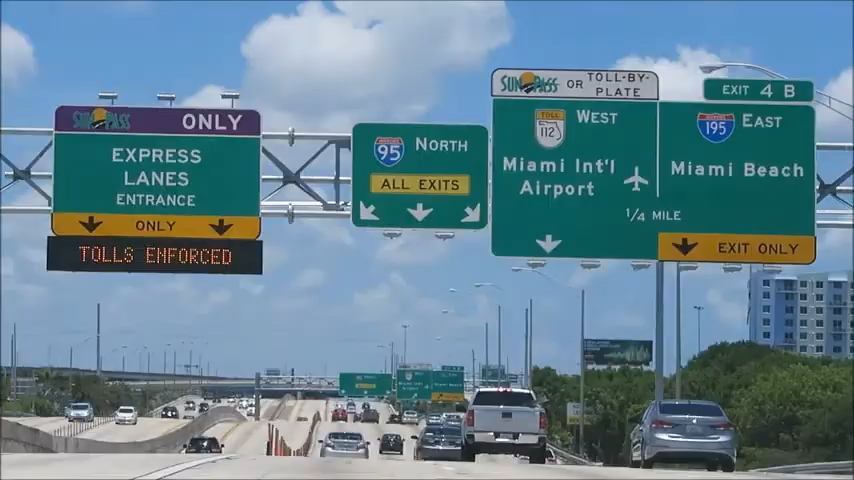 SUNPASS ONLY
EXPRESS
LANES
ENTRANCE
ONLY
TOLLS ENFORCED
95 NORTH
ALL EXITS
SUNPASS OR TOLL-BY-
PLATE
TOLL
112
WEST
Miami Int'l
Airport
1/4 MILE
EXIT 4 B
195 EAST
Miami Beach
EXIT ONLY